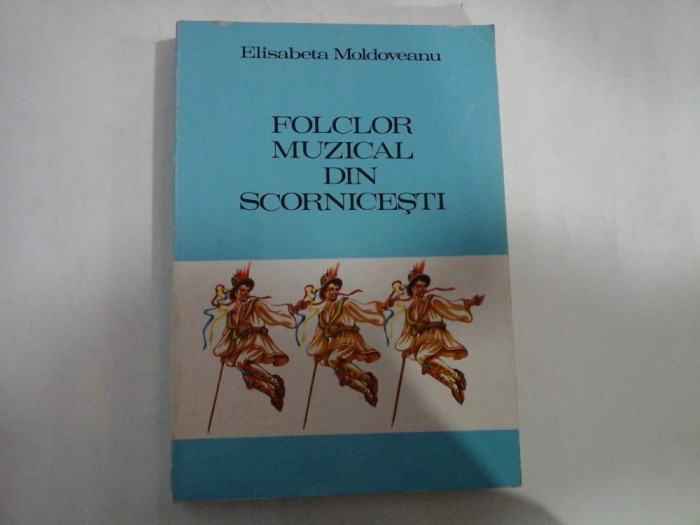 Elisabeta Moldoveanu
FOLCLOR
MUZICAL
DIN
SCORNICEŞTI